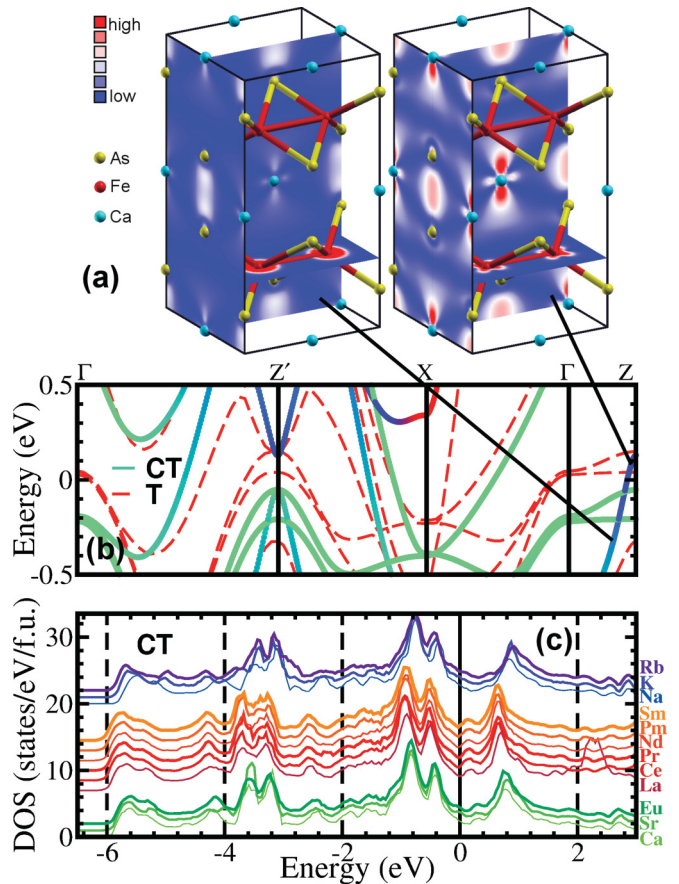 high
low
As
Fe
Ca
(a)
Γ Z′ X Γ Z
0.5
0
-0.5
Energy (eV)
CT
T
(b)
30
20
10
0
DOS (states/eV/f.u.)
CT
(c)
Rb
K
Na
Sm
Pm
Nd
Pr
Ce
La
Eu
Sr
Ca
-6 -4 -2 0 2
Energy (eV)